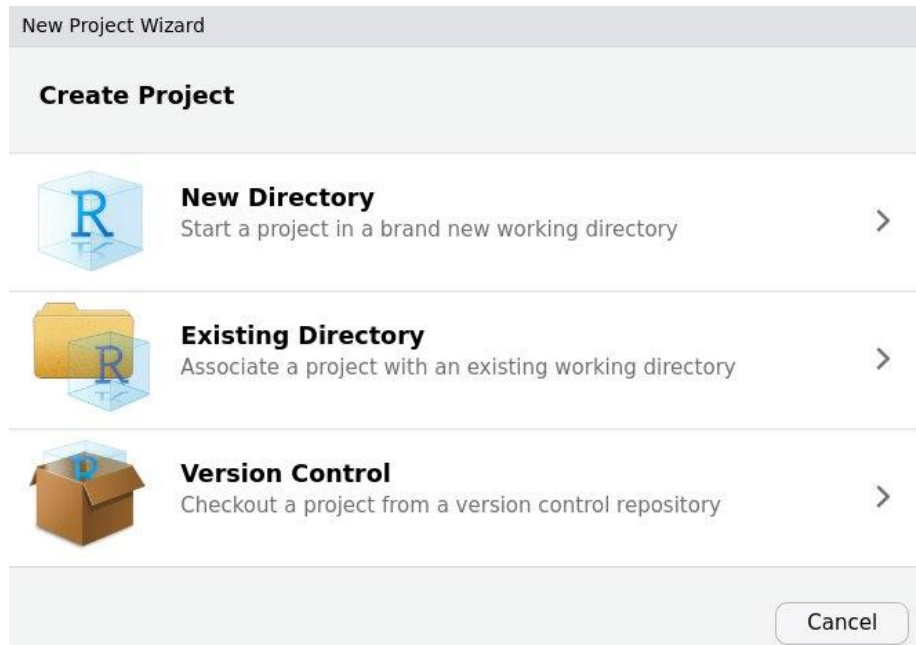 New Project Wizard
Create Project
R
New Directory
Start a project in a brand new working directory
R
Existing Directory
Associate a project with an existing working directory
R
Version Control
Checkout a project from a version control repository
Cancel